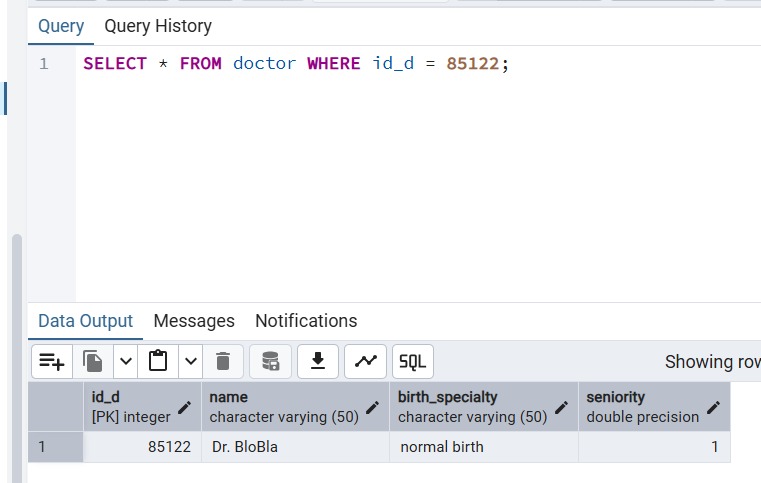 Query Query History
1 SELECT * FROM doctor WHERE id_d = 85122;
Data Output Messages Notifications
SQL Showing
id_d name birth_specialty seniority
[PK] integer character varying (50) character varying (50) double precision
1 85122 Dr. BloBla normal birth 1